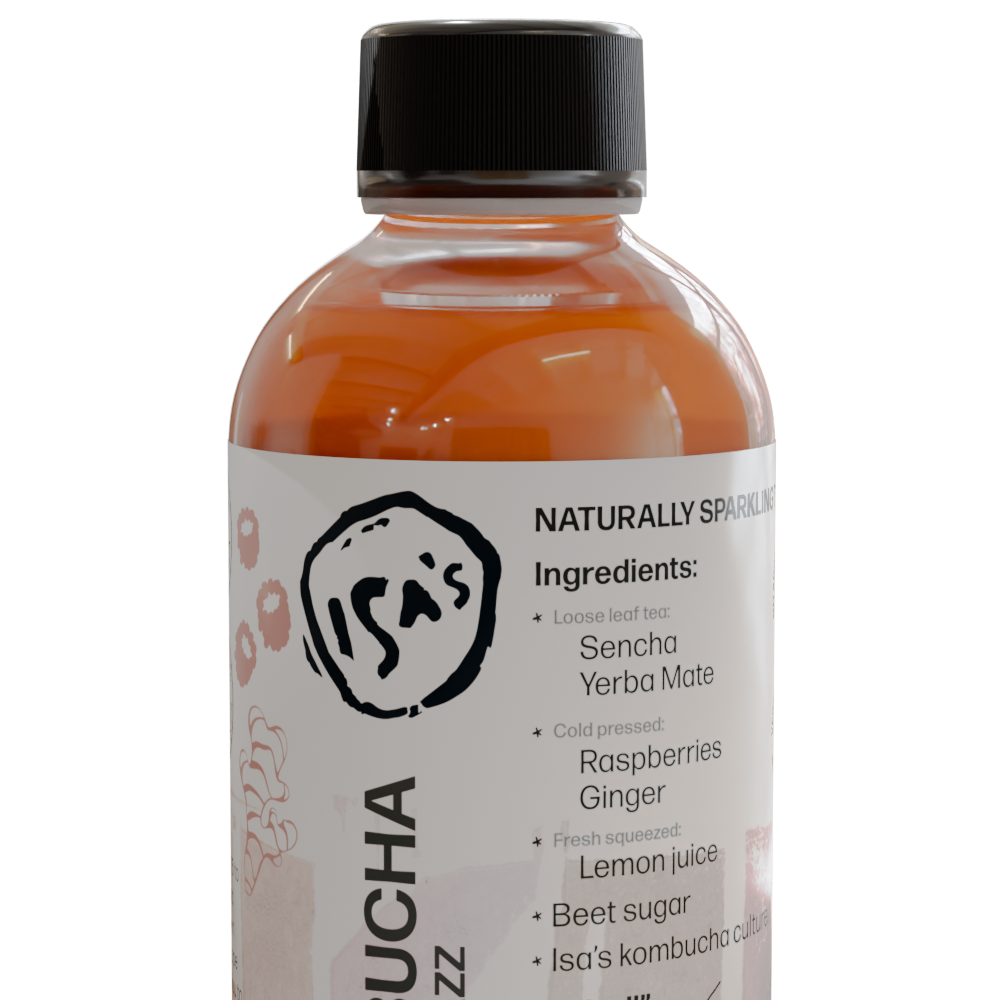 ISA's
NATURALLY SPARKLING
Ingredients:
* Loose leaf tea:
Sencha
Yerba Mate
* Cold pressed:
Raspberries
Ginger
* Fresh squeezed:
Lemon juice
* Beet sugar
* Isa's kombucha culture
BUCHA
ZZ